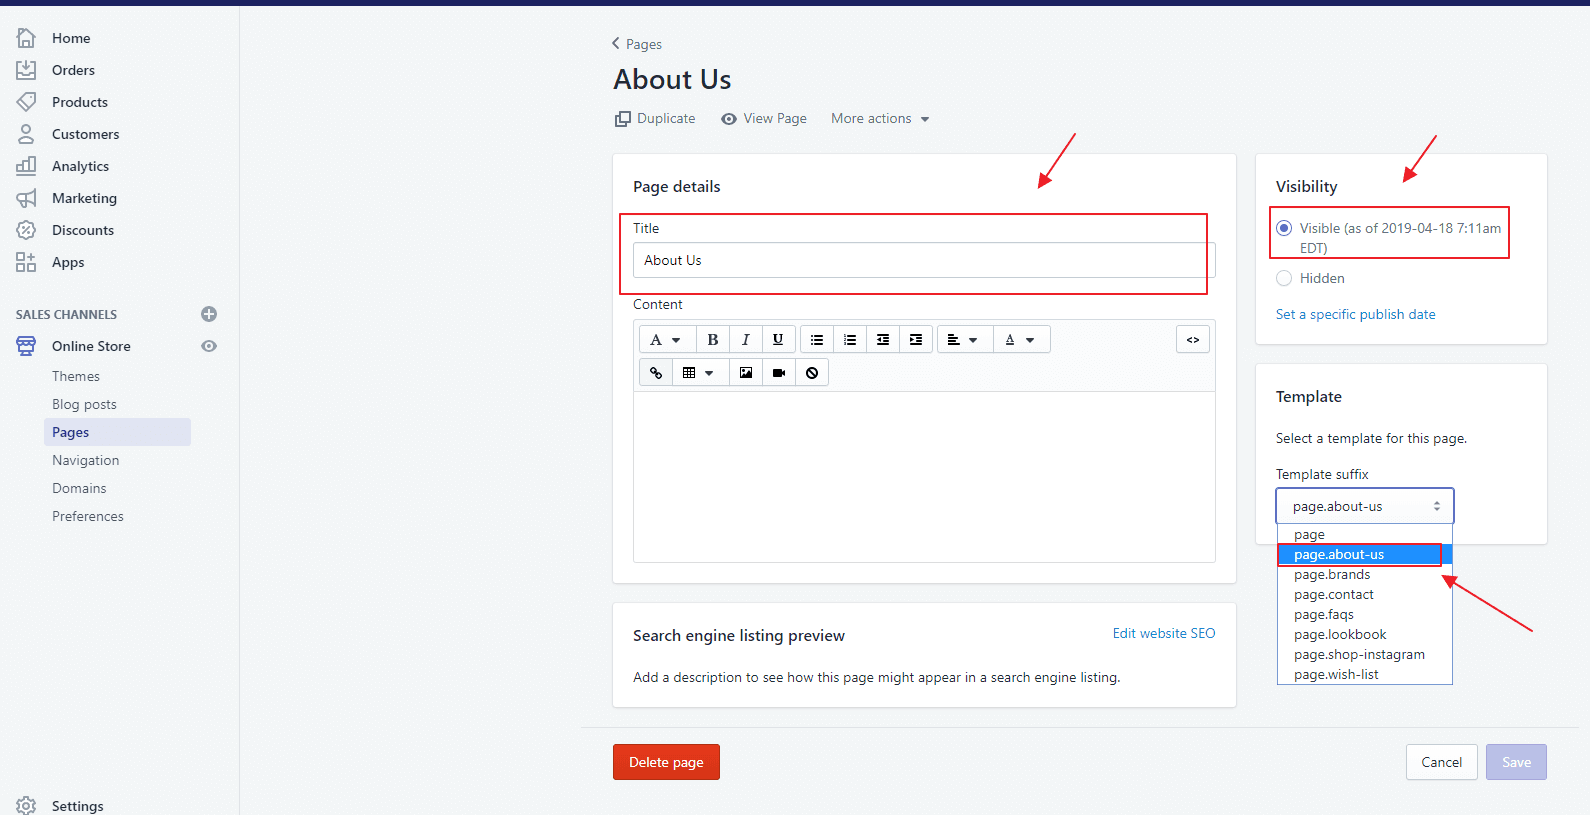 Home
Orders
Products
Customers
Analytics
Marketing
Discounts
Apps
SALES CHANNELS
Online Store
Themes
Blog posts
Pages
Navigation
Domains
Preferences
Settings
Pages
About Us
Duplicate View Page More actions
Page details
Title
About Us
Content
A B I U A <>
Search engine listing preview Edit website SEO
Add a description to see how this page might appear in a search engine listing.
Visibility
Visible (as of 2019-04-18 7:11am
EDT)
Hidden
Set a specific publish date
Template
Select a template for this page.
Template suffix
page.about-us
page
page.about-us
page.brands
page.contact
page.faqs
page.lookbook
page.shop-instagram
page.wish-list
Delete page Cancel Save